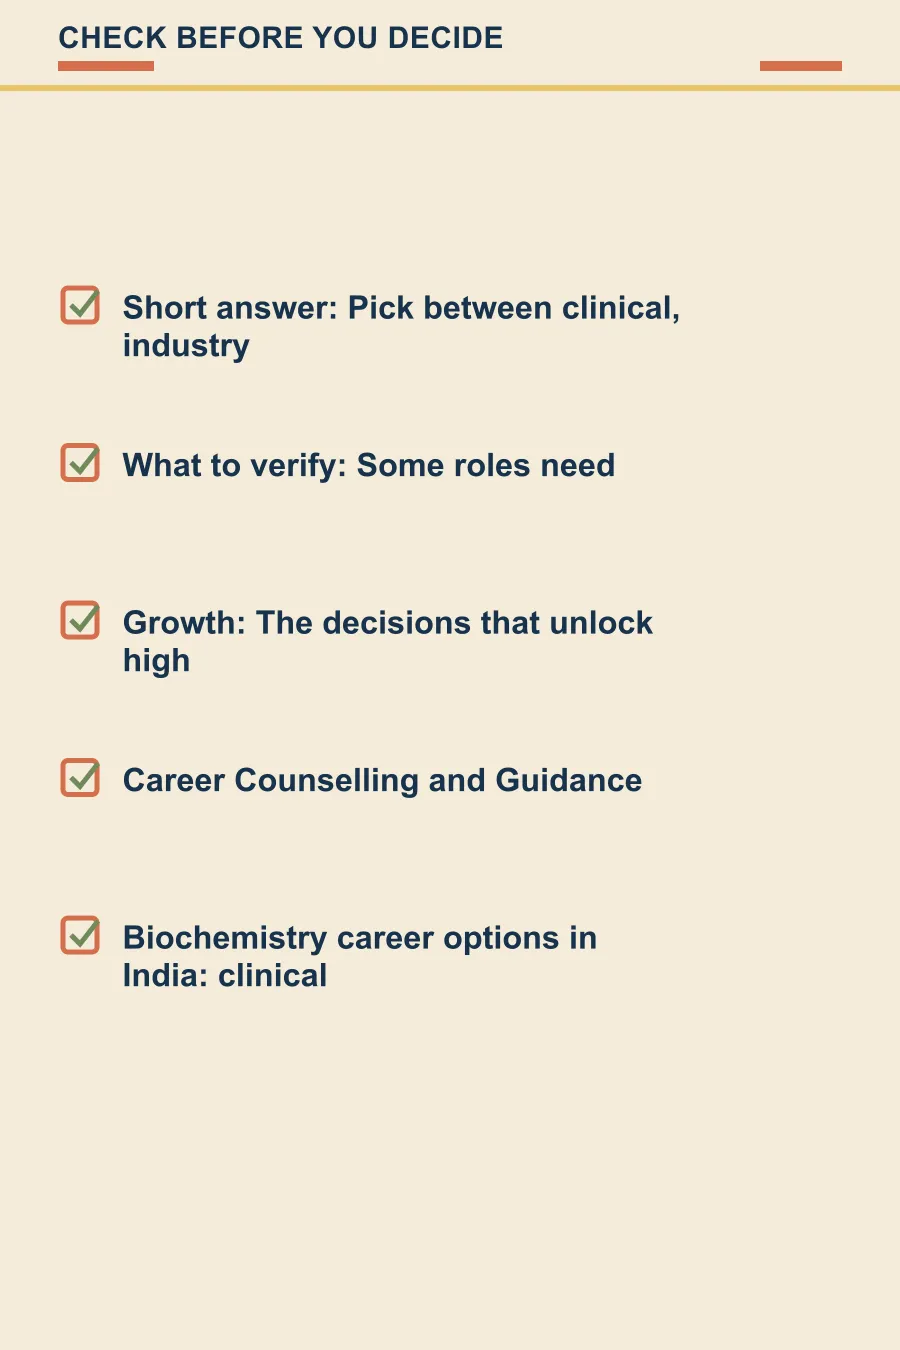 CHECK BEFORE YOU DECIDE
Short answer: Pick between clinical,
industry
What to verify: Some roles need
Growth: The decisions that unlock
high
Career Counselling and Guidance
Biochemistry career options in
India: clinical